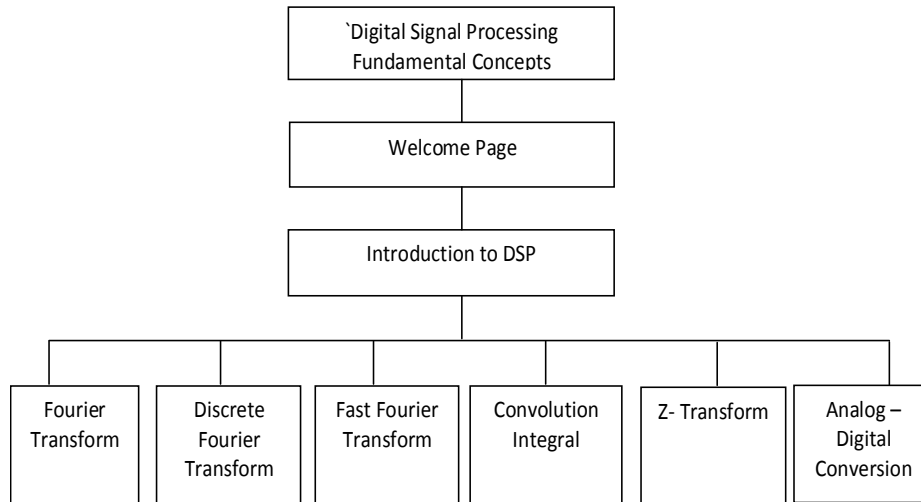 `Digital Signal Processing
Fundamental Concepts
Welcome Page
Introduction to DSP
Fourier
Transform
Discrete
Fourier
Transform
Fast Fourier
Transform
Convolution
Integral
Z- Transform
Analog –
Digital
Conversion